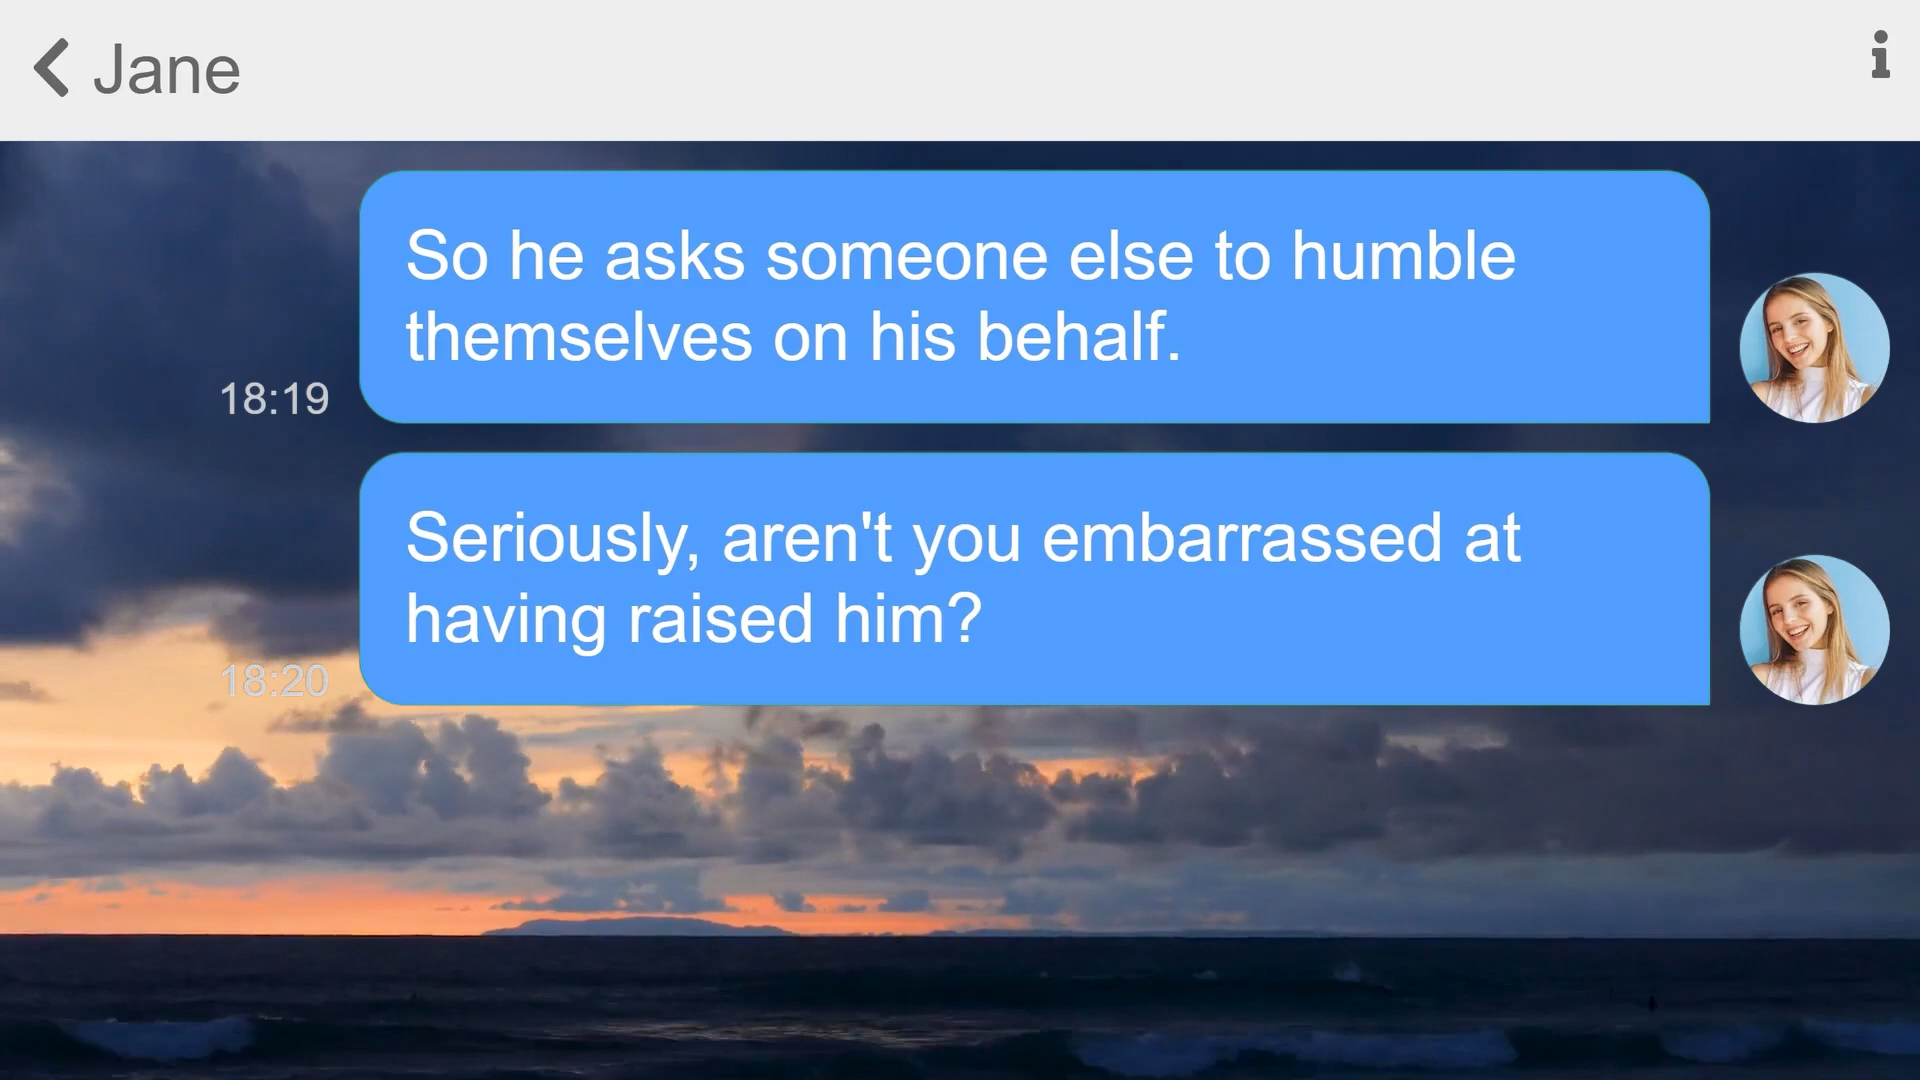 Jane
So he asks someone else to humble
themselves on his behalf.
18:19
Seriously, aren't you embarrassed at
having raised him?
18:20